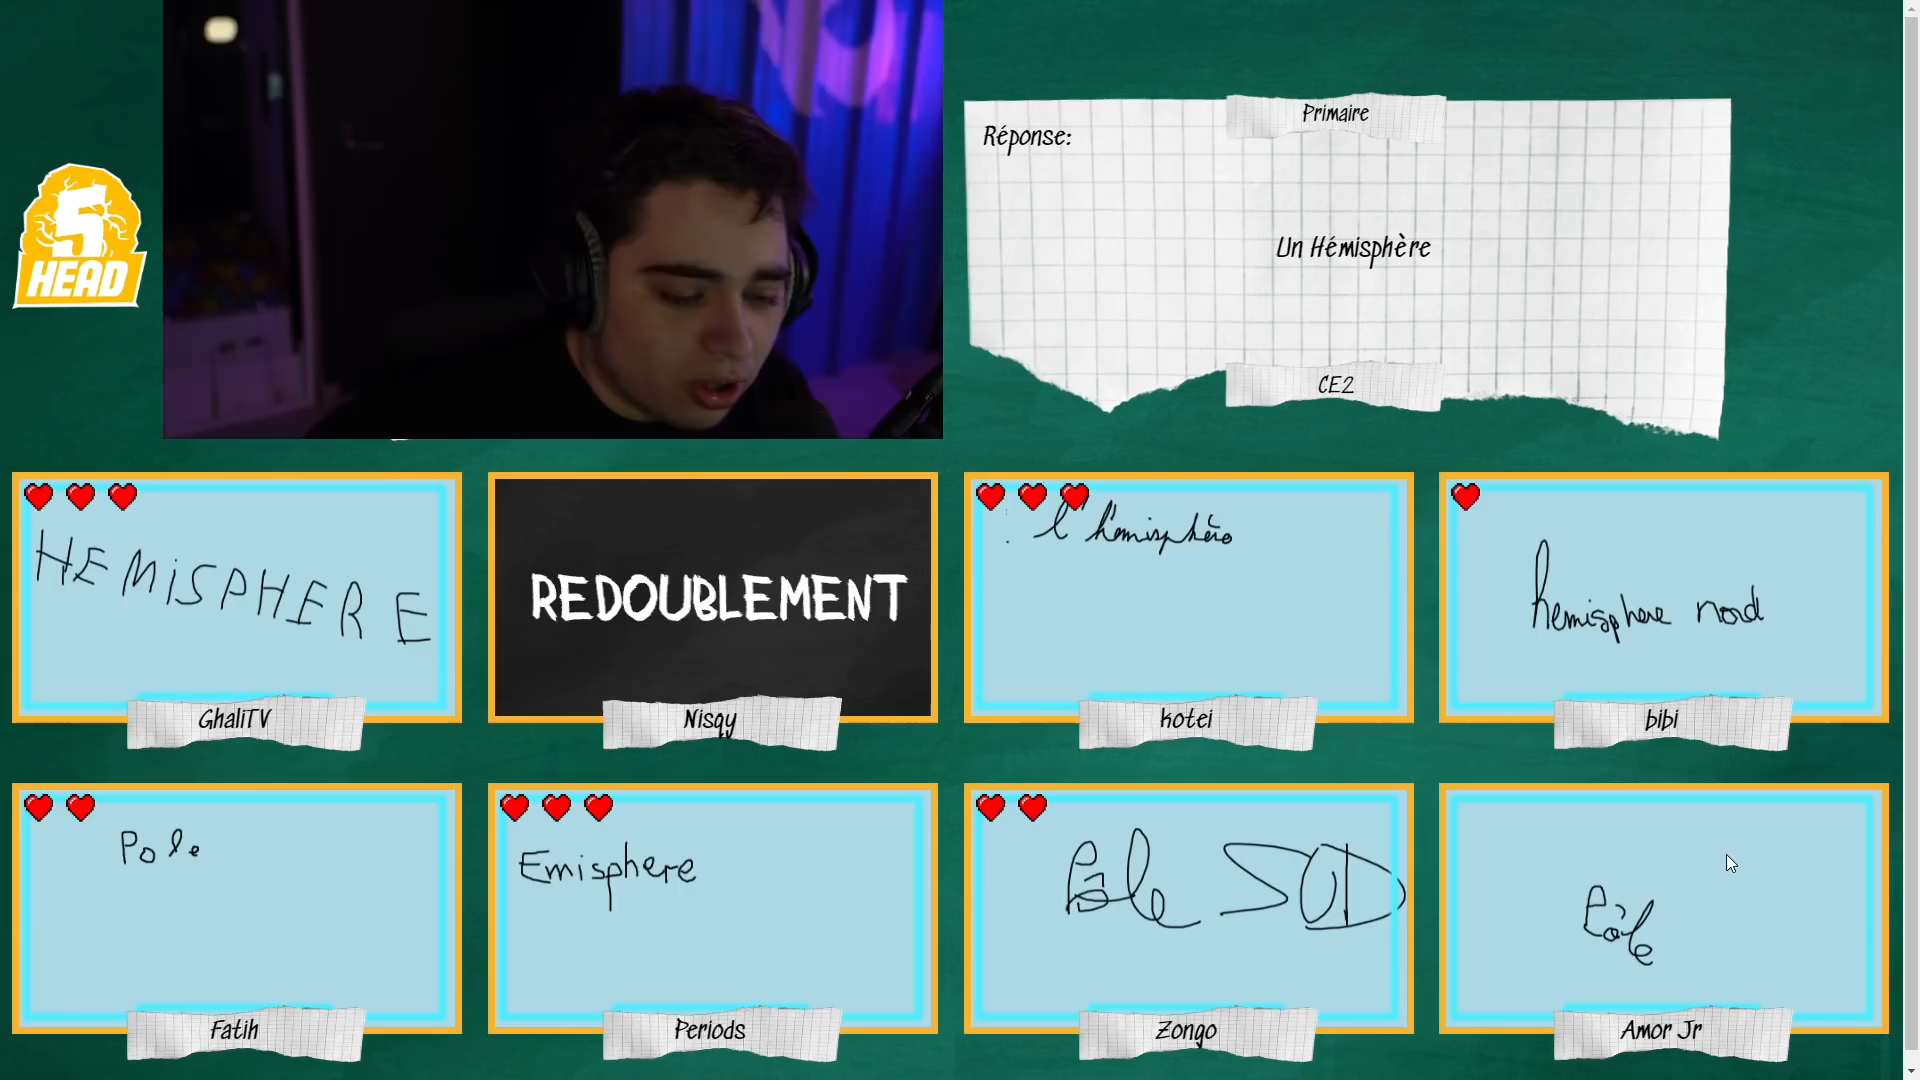 5
HEAD
Primaire
Réponse:
Un Hémisphère
CE2
HEMISPHERE
GhaliTV
REDOUBLEMENT
Nisqy
l'hémisphère
kotei
hemisphere nord
bibi
Pole
Fatih
Emisphere
Periods
Pôle SUD
Zongo
Pôle
Amor Jr